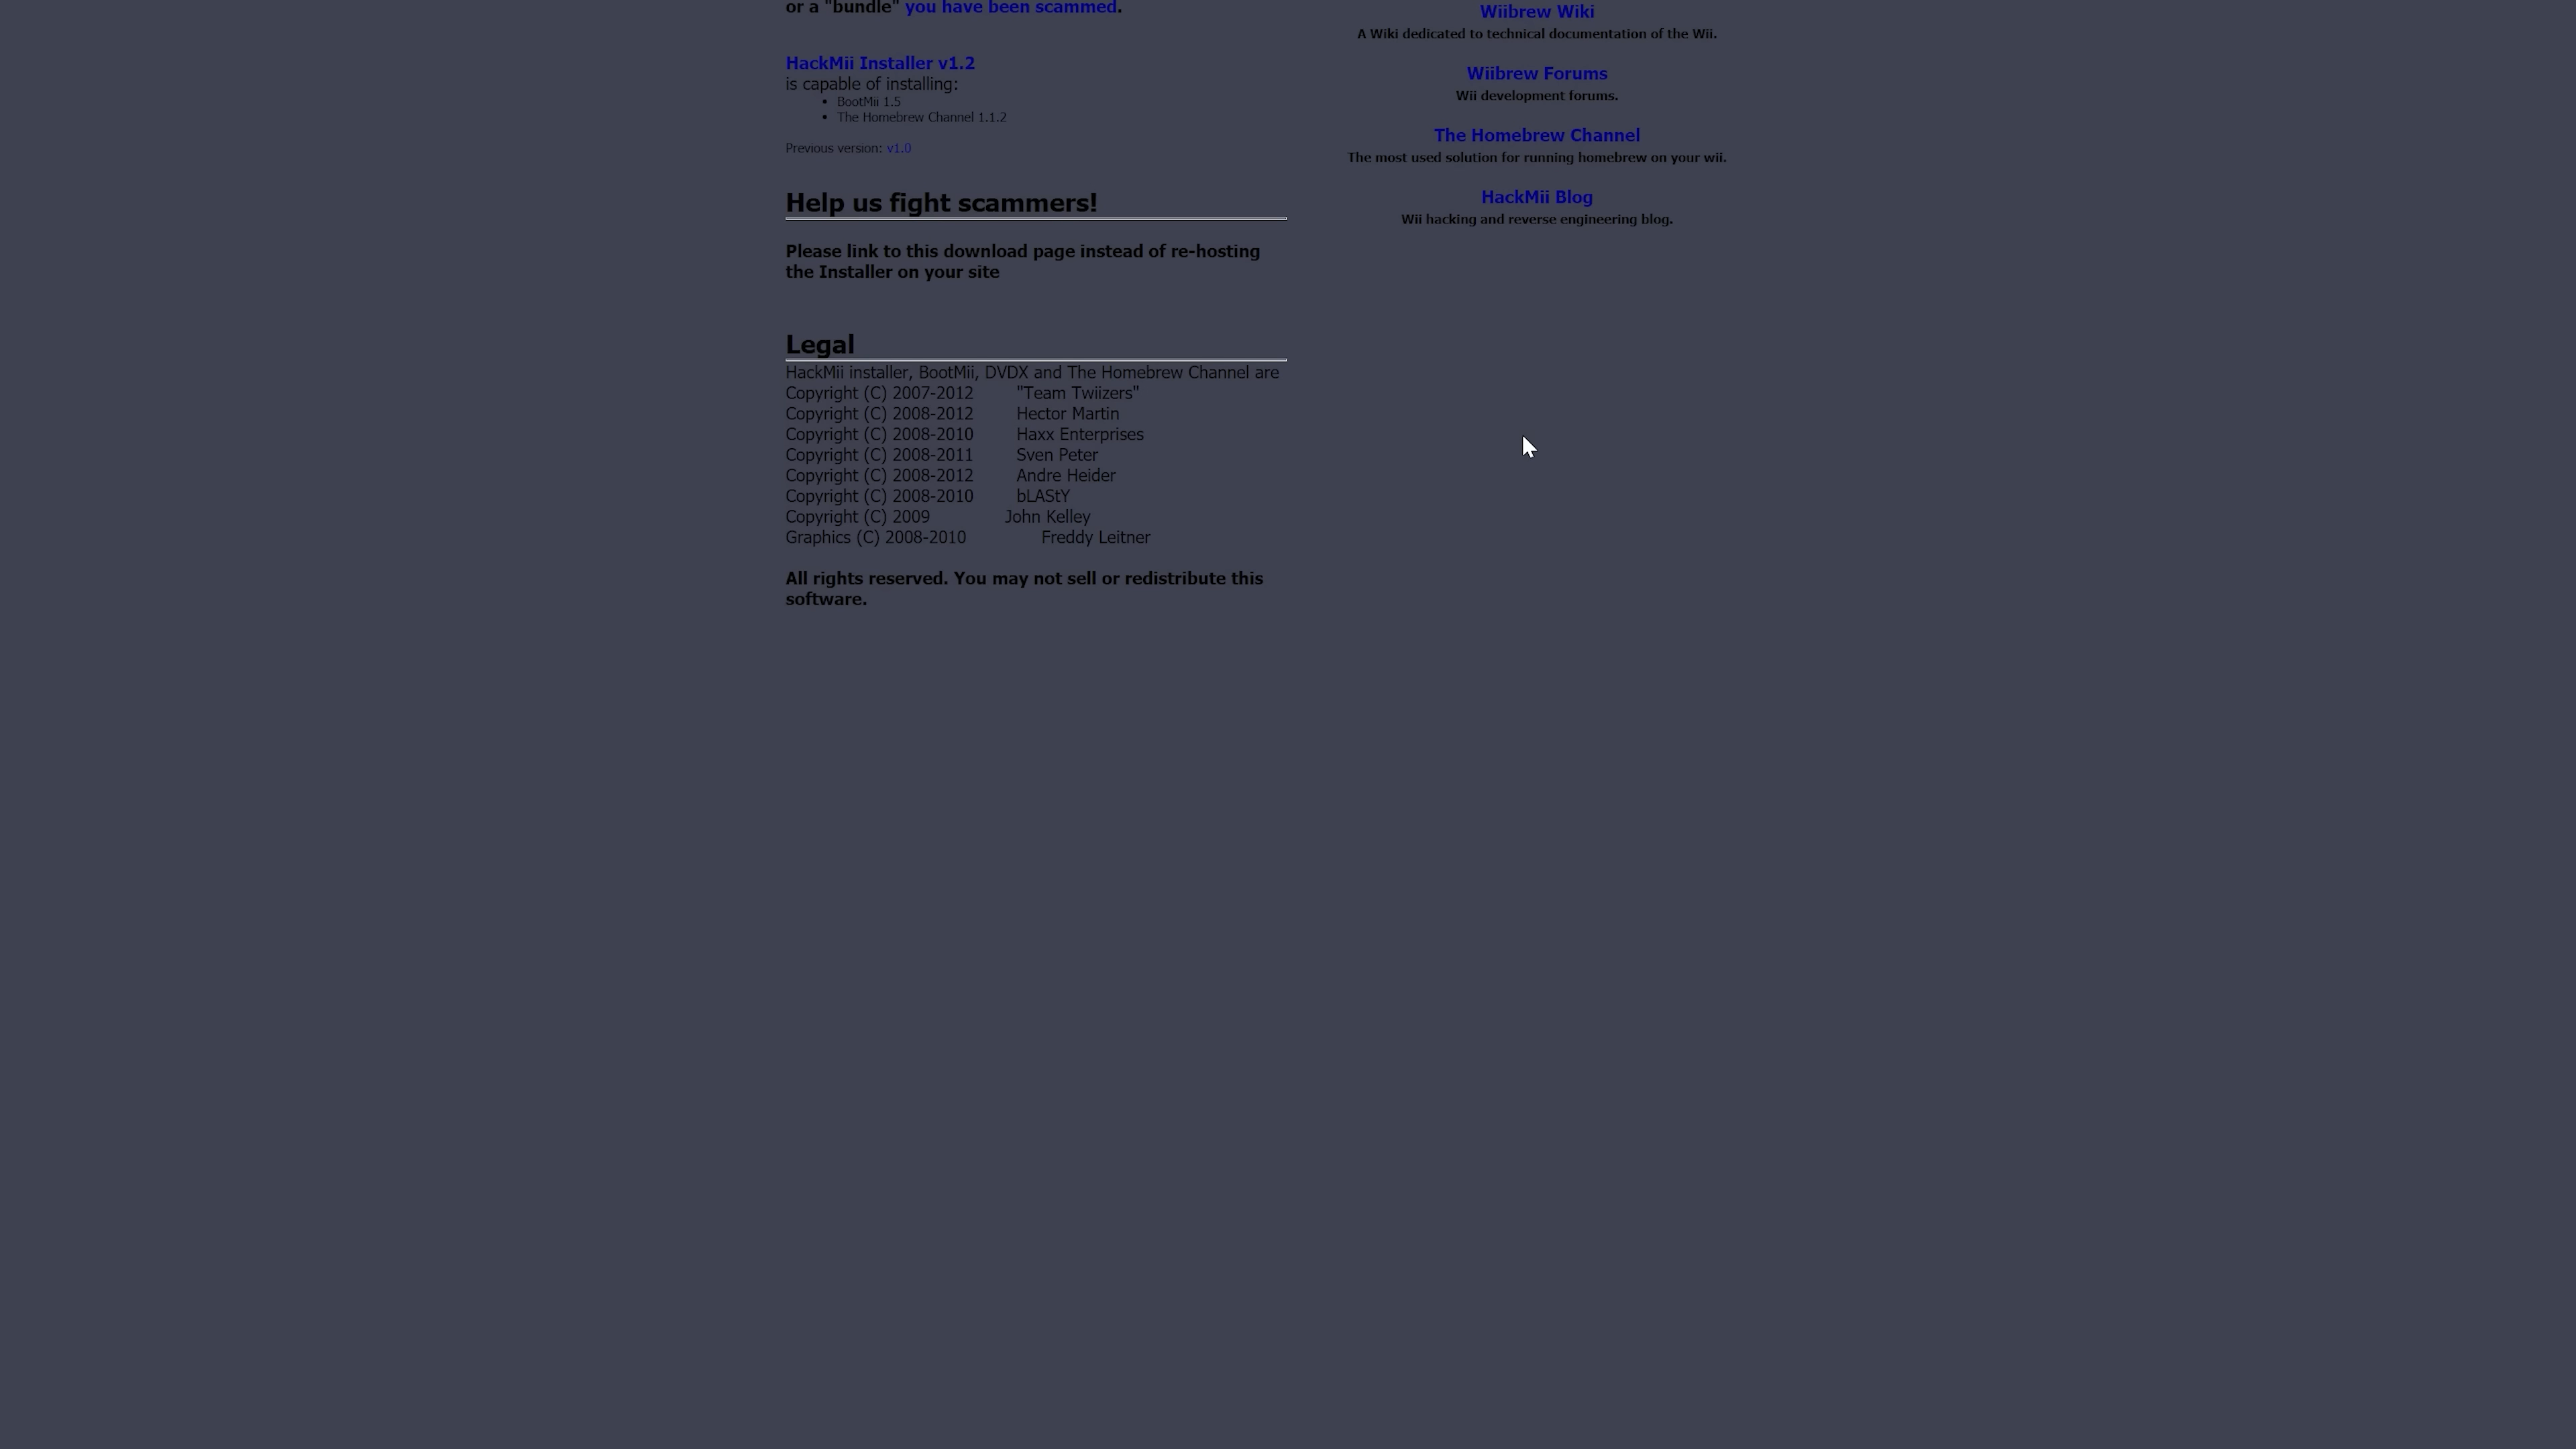 or a "bundle" you have been scammed.
HackMii Installer v1.2
is capable of installing:
• BootMii 1.5
• The Homebrew Channel 1.1.2
Previous version: v1.0
Help us fight scammers!
Please link to this download page instead of re-hosting
the Installer on your site
Legal
HackMii installer, BootMii, DVDX and The Homebrew Channel are
Copyright (C) 2007-2012 "Team Twiizers"
Copyright (C) 2008-2012 Hector Martin
Copyright (C) 2008-2010 Haxx Enterprises
Copyright (C) 2008-2011 Sven Peter
Copyright (C) 2008-2012 Andre Heider
Copyright (C) 2008-2010 bLAStY
Copyright (C) 2009 John Kelley
Graphics (C) 2008-2010 Freddy Leitner
All rights reserved. You may not sell or redistribute this
software.
Wiibrew Wiki
A Wiki dedicated to technical documentation of the Wii.
Wiibrew Forums
Wii development forums.
The Homebrew Channel
The most used solution for running homebrew on your wii.
HackMii Blog
Wii hacking and reverse engineering blog.